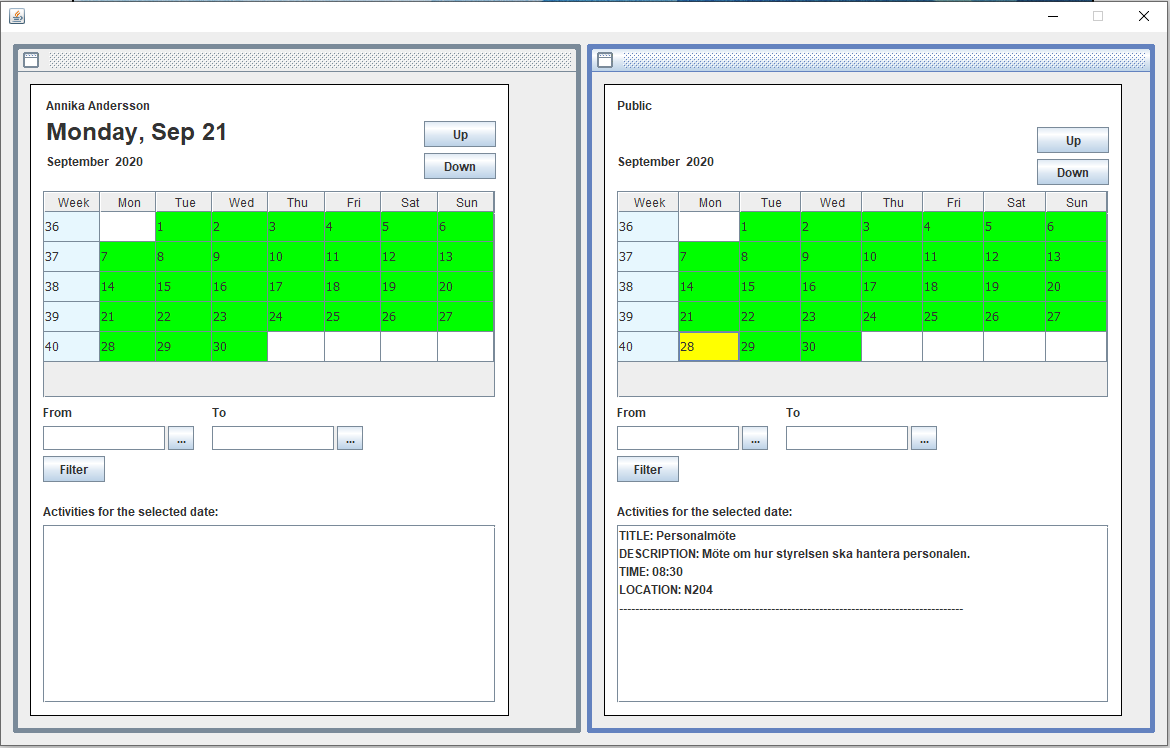 Annika Andersson
Monday, Sep 21
Up
September 2020
Down
Week Mon Tue Wed Thu Fri Sat Sun
36 1 2 3 4 5 6
37 7 8 9 10 11 12 13
38 14 15 16 17 18 19 20
39 21 22 23 24 25 26 27
40 28 29 30
From To
... ...
Filter
Activities for the selected date:
Public
Up
September 2020
Down
Week Mon Tue Wed Thu Fri Sat Sun
36 1 2 3 4 5 6
37 7 8 9 10 11 12 13
38 14 15 16 17 18 19 20
39 21 22 23 24 25 26 27
40 28 29 30
From To
... ...
Filter
Activities for the selected date:
TITLE: Personalmöte
DESCRIPTION: Möte om hur styrelsen ska hantera personalen.
TIME: 08:30
LOCATION: N204
--------------------------------------------------------------------------------------